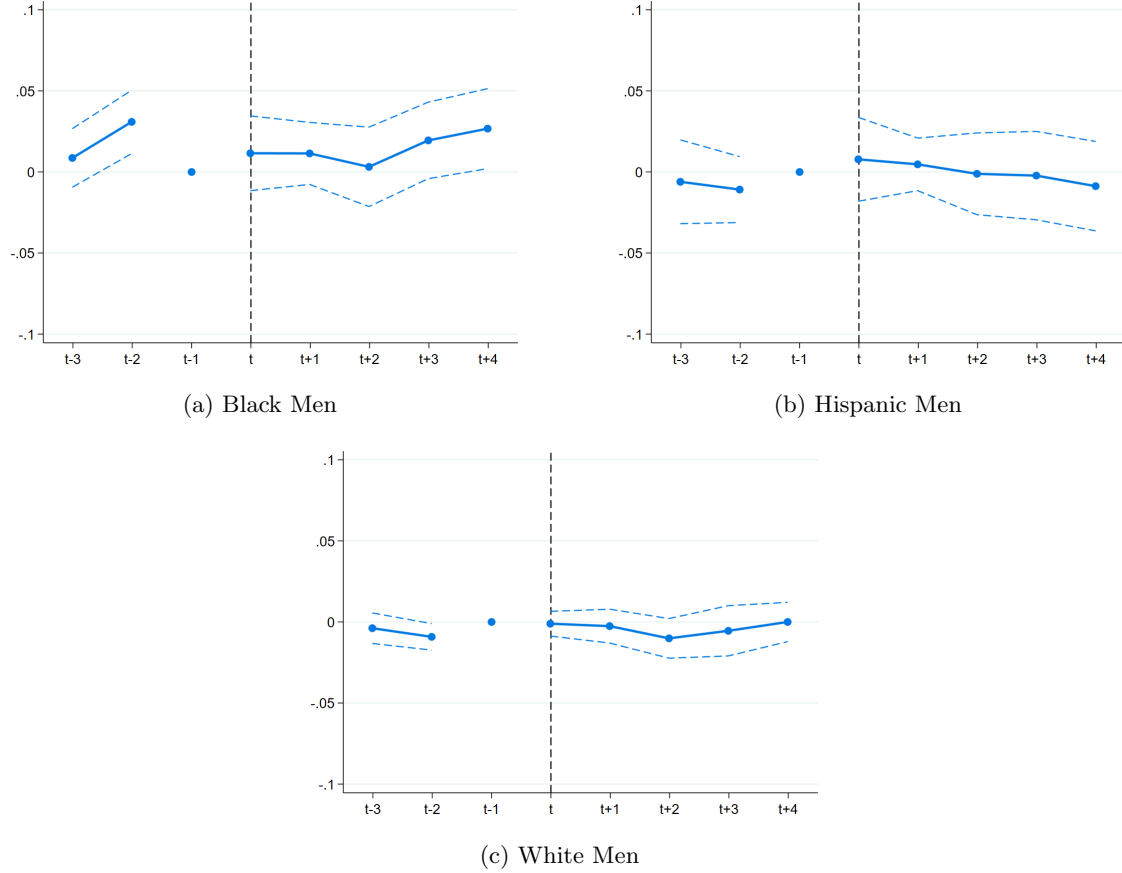 .1
.05
0
-.05
-.1
t-3 t-2 t-1 t t+1 t+2 t+3 t+4
(a) Black Men
.1
.05
0
-.05
-.1
t-3 t-2 t-1 t t+1 t+2 t+3 t+4
(b) Hispanic Men
.1
.05
0
-.05
-.1
t-3 t-2 t-1 t t+1 t+2 t+3 t+4
(c) White Men